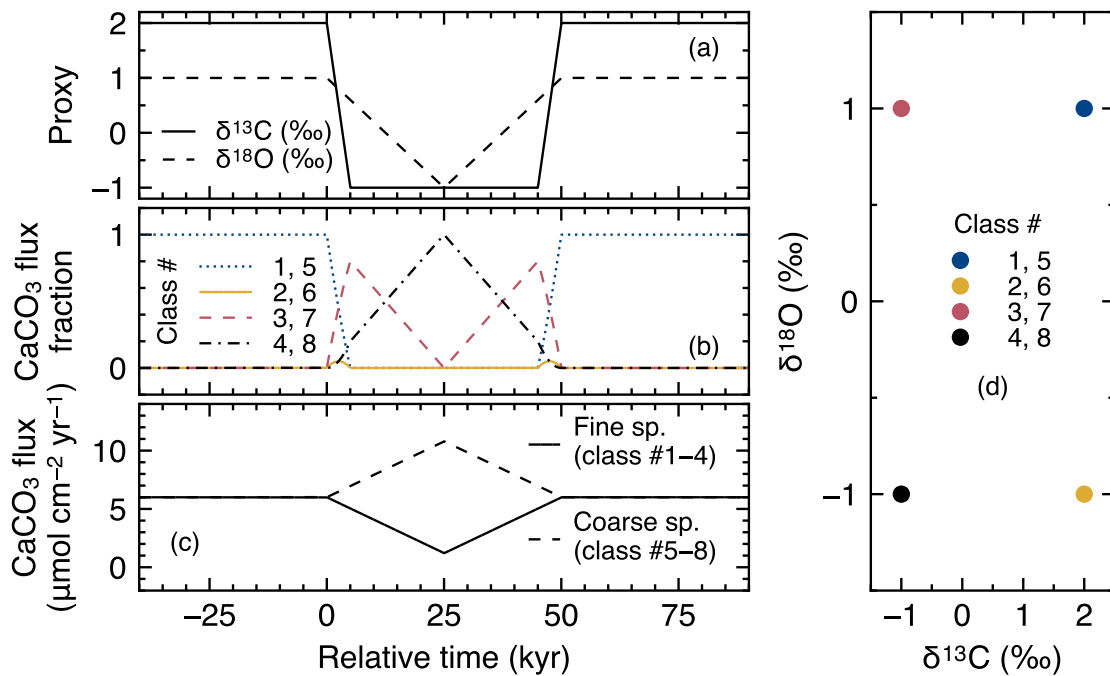 2
1
0
−1
Proxy
(a)
δ¹³C (‰)
δ¹⁸O (‰)
1
0
CaCO₃ flux
fraction
Class #
1, 5
2, 6
3, 7
4, 8
(b)
10
5
0
CaCO₃ flux
(μmol cm⁻² yr⁻¹)
Fine sp.
(class #1−4)
Coarse sp.
(class #5−8)
(c)
−25 0 25 50 75
Relative time (kyr)
1
0
−1
δ¹⁸O (‰)
Class #
1, 5
2, 6
3, 7
4, 8
(d)
−1 0 1 2
δ¹³C (‰)